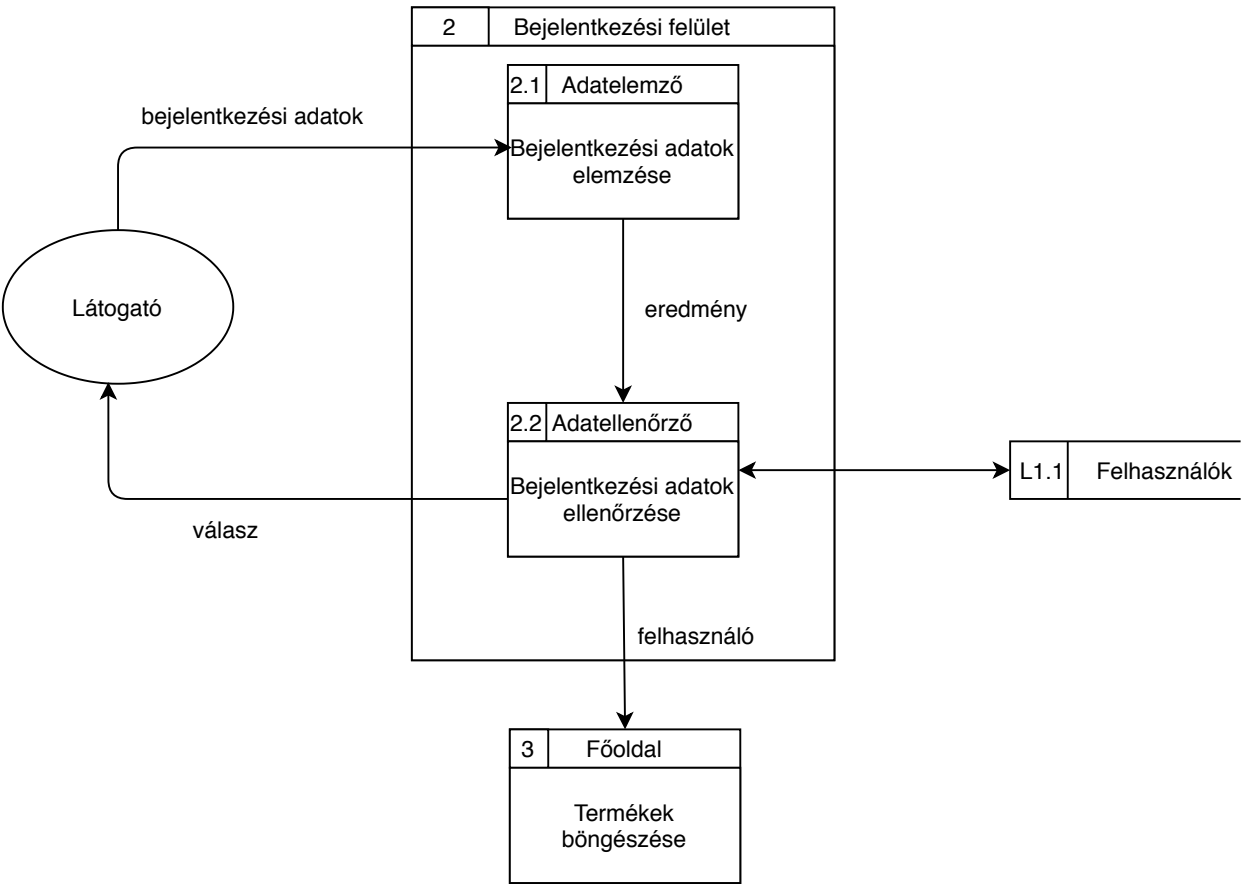 2 Bejelentkezési felület
2.1 Adatelemző
bejelentkezési adatok
Bejelentkezési adatok
elemzése
Látogató
eredmény
2.2 Adatellenőrző
Bejelentkezési adatok
ellenőrzése
L1.1 Felhasználók
válasz
felhasználó
3 Főoldal
Termékek
böngészése